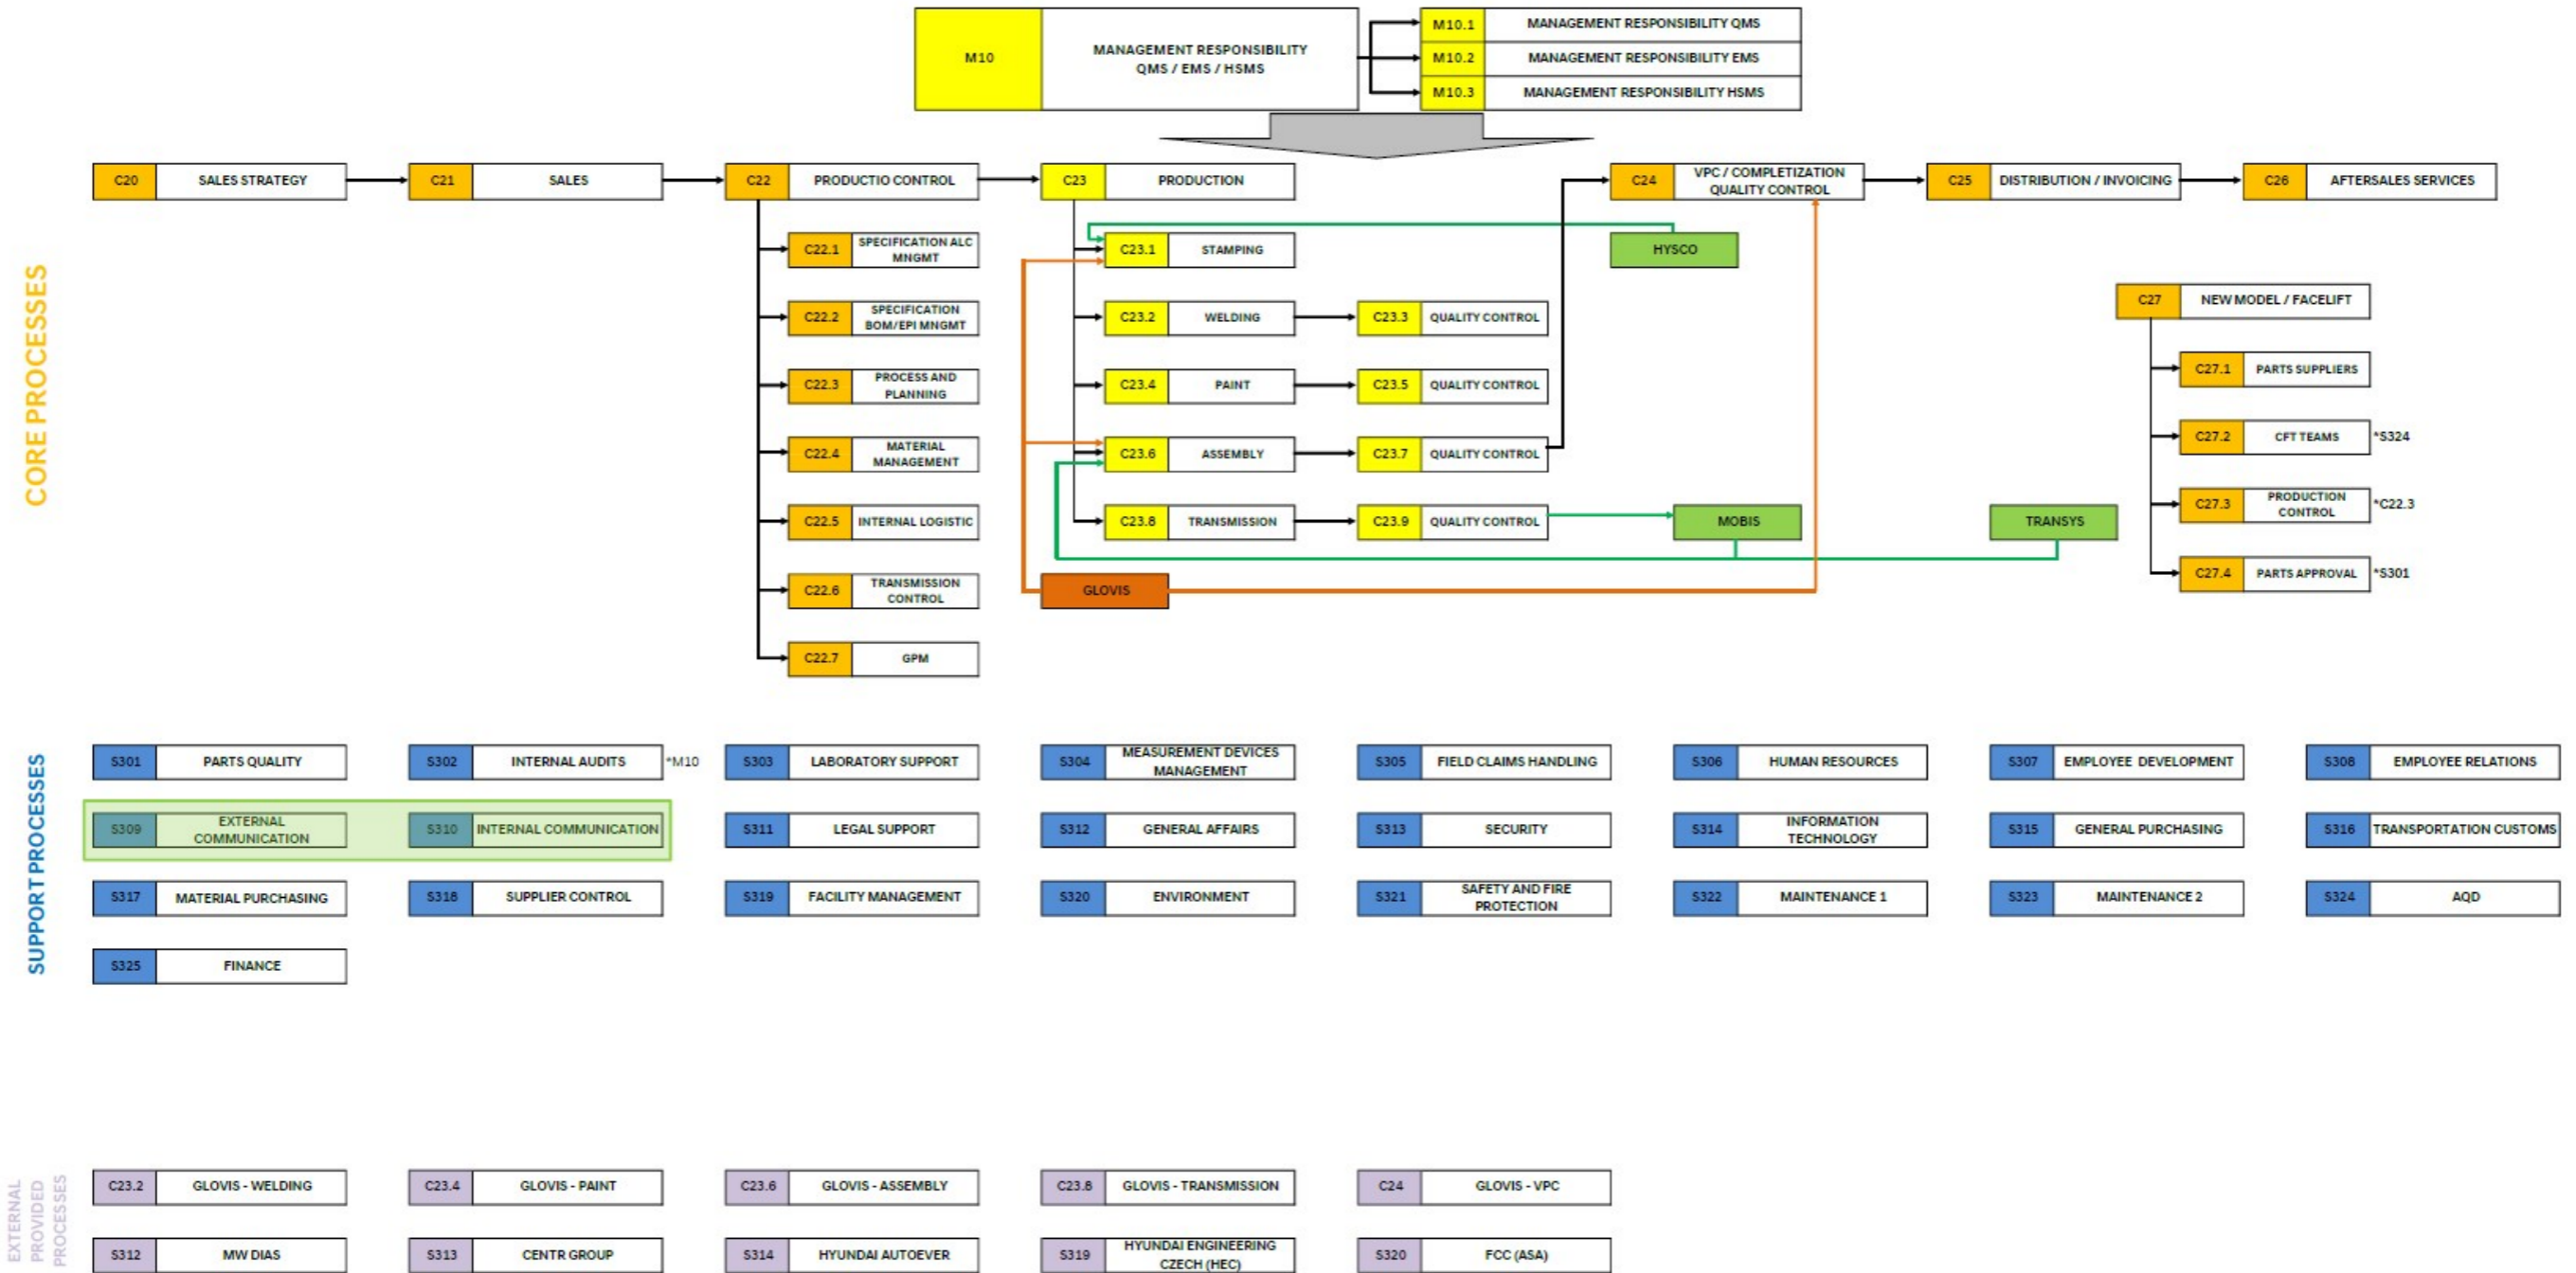 M10
MANAGEMENT RESPONSIBILITY
QMS / EMS / HSMS
M10.1 MANAGEMENT RESPONSIBILITY QMS
M10.2 MANAGEMENT RESPONSIBILITY EMS
M10.3 MANAGEMENT RESPONSIBILITY HSMS
CORE PROCESSES
C20 SALES STRATEGY
C21 SALES
C22 PRODUCTIO CONTROL
C23 PRODUCTION
C24 VPC / COMPLETIZATION
QUALITY CONTROL
C25 DISTRIBUTION / INVOICING
C26 AFTERSALES SERVICES
C22.1 SPECIFICATION ALC
MNGMT
C22.2 SPECIFICATION
BOM/EPI MNGMT
C22.3 PROCESS AND
PLANNING
C22.4 MATERIAL
MANAGEMENT
C22.5 INTERNAL LOGISTIC
C22.6 TRANSMISSION
CONTROL
C22.7 GPM
C23.1 STAMPING
C23.2 WELDING
C23.3 QUALITY CONTROL
C23.4 PAINT
C23.5 QUALITY CONTROL
C23.6 ASSEMBLY
C23.7 QUALITY CONTROL
C23.8 TRANSMISSION
C23.9 QUALITY CONTROL
HYSCO
MOBIS
TRANSYS
GLOVIS
C27 NEW MODEL / FACELIFT
C27.1 PARTS SUPPLIERS
C27.2 CFT TEAMS *S324
C27.3 PRODUCTION
CONTROL *C22.3
C27.4 PARTS APPROVAL *S301
SUPPORT PROCESSES
S301 PARTS QUALITY
S302 INTERNAL AUDITS *M10
S303 LABORATORY SUPPORT
S304 MEASUREMENT DEVICES
MANAGEMENT
S305 FIELD CLAIMS HANDLING
S306 HUMAN RESOURCES
S307 EMPLOYEE DEVELOPMENT
S308 EMPLOYEE RELATIONS
S309 EXTERNAL
COMMUNICATION
S310 INTERNAL COMMUNICATION
S311 LEGAL SUPPORT
S312 GENERAL AFFAIRS
S313 SECURITY
S314 INFORMATION
TECHNOLOGY
S315 GENERAL PURCHASING
S316 TRANSPORTATION CUSTOMS
S317 MATERIAL PURCHASING
S318 SUPPLIER CONTROL
S319 FACILITY MANAGEMENT
S320 ENVIRONMENT
S321 SAFETY AND FIRE
PROTECTION
S322 MAINTENANCE 1
S323 MAINTENANCE 2
S324 AQD
S325 FINANCE
EXTERNAL
PROVIDED
PROCESSES
C23.2 GLOVIS - WELDING
C23.4 GLOVIS - PAINT
C23.6 GLOVIS - ASSEMBLY
C23.8 GLOVIS - TRANSMISSION
C24 GLOVIS - VPC
S312 MW DIAS
S313 CENTR GROUP
S314 HYUNDAI AUTOEVER
S319 HYUNDAI ENGINEERING
CZECH (HEC)
S320 FCC (ASA)